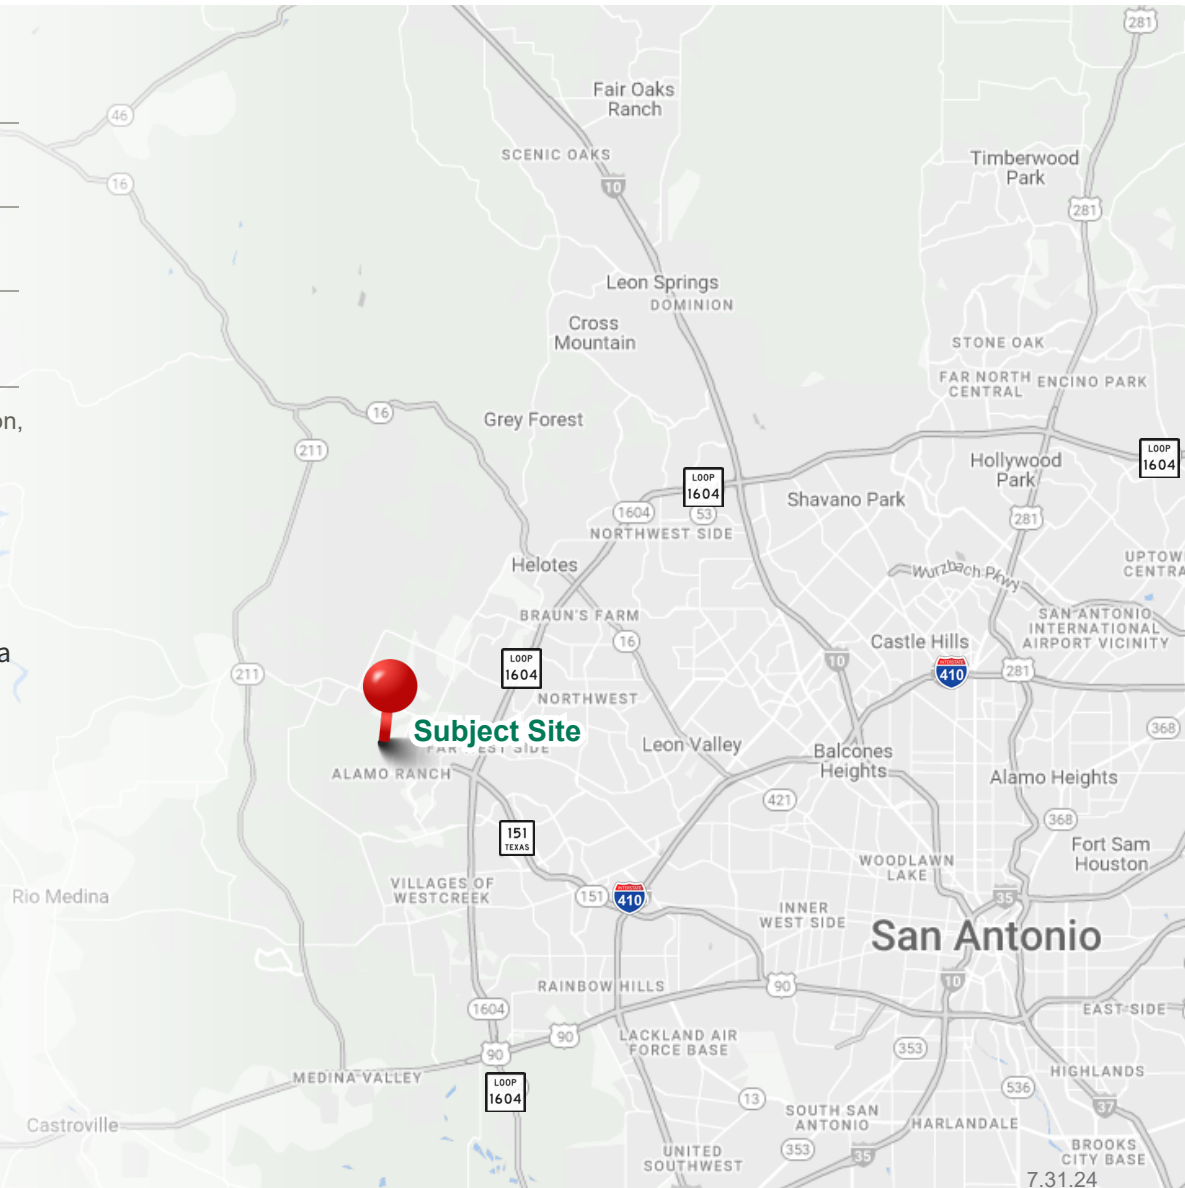 281
Fair Oaks
Ranch
46
SCENIC OAKS
Timberwood
Park
16
10
281
Leon Springs
DOMINION
Cross
Mountain
STONE OAK
FAR NORTH
CENTRAL
ENCINO PARK
16
Grey Forest
on,
211
LOOP
1604
Hollywood
Park
LOOP
1604
Shavano Park
1604
53
281
NORTHWEST SIDE
Helotes
Wurzbach Pkwy
UPTOW
CENTRA
BRAUN'S FARM
SAN ANTONIO
INTERNATIONAL
AIRPORT VICINITY
16
Castle Hills
a
LOOP
1604
10
INTERSTATE
410
281
211
NORTHWEST
Subject Site
FAR WEST SIDE
Leon Valley
368
Balcones
Heights
ALAMO RANCH
Alamo Heights
421
368
151
TEXAS
Fort Sam
Houston
WOODLAWN
LAKE
VILLAGES OF
WESTCREEK
Rio Medina
151
INTERSTATE
410
35
INNER
WEST SIDE
San Antonio
RAINBOW HILLS
90
10
1604
EAST SIDE
90
LACKLAND AIR
FORCE BASE
90
353
MEDINA VALLEY
HIGHLANDS
LOOP
1604
536
13
37
Castroville
SOUTH SAN
ANTONIO
HARLANDALE
353
35
UNITED
SOUTHWEST
BROOKS
CITY BASE
7.31.24